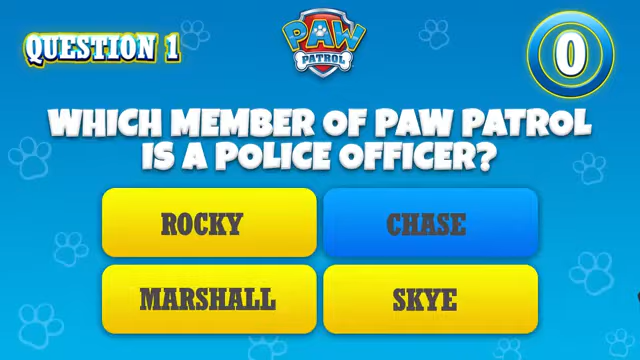 QUESTION 1
PAW
PATROL
0
WHICH MEMBER OF PAW PATROL
IS A POLICE OFFICER?
ROCKY
CHASE
MARSHALL
SKYE